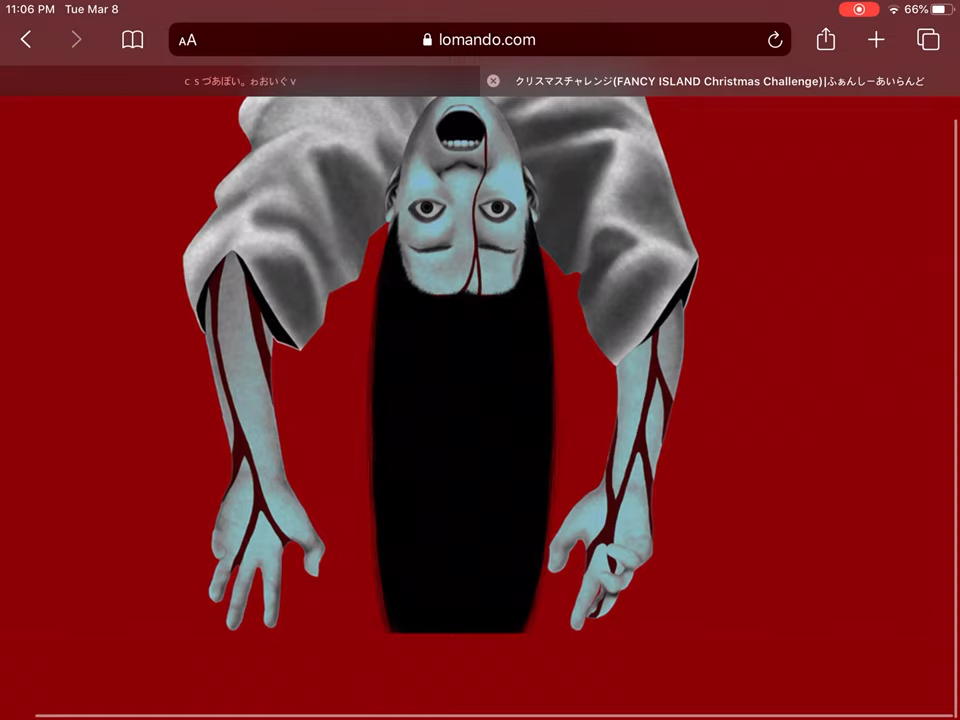 11:06 PM Tue Mar 8
66%
AA
lomando.com
ｃｓづあぼい。ゎおいぐｖ
クリスマスチャレンジ(FANCY ISLAND Christmas Challenge)|ふぁんしーあいらんど